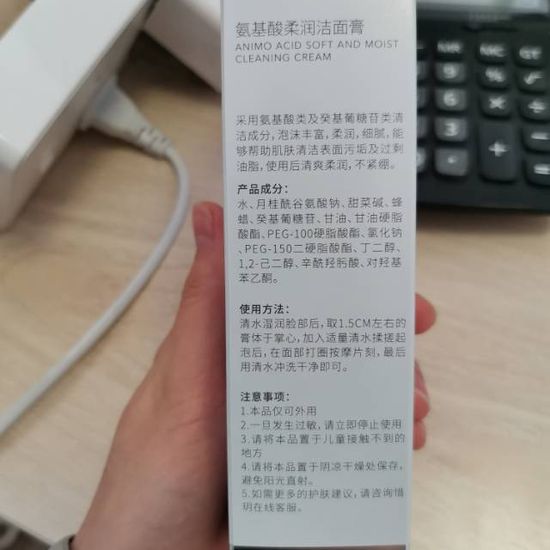 氨基酸柔润洁面膏
ANIMO ACID SOFT AND MOIST
CLEANING CREAM
采用氨基酸类及癸基葡糖苷类清
洁成分，泡沫丰富，柔润，细腻，能
够帮助肌肤清洁表面污垢及过剩
油脂，使用后清爽柔润，不紧绷。
产品成分：
水、月桂酰谷氨酸钠、甜菜碱、蜂
蜡、癸基葡糖苷、甘油、甘油硬脂
酸酯、PEG-100硬脂酸酯、氯化钠
、PEG-150二硬脂酸酯、丁二醇、
1,2-己二醇、辛酰羟肟酸、对羟基
苯乙酮。
使用方法：
清水湿润脸部后，取1.5CM左右的
膏体于掌心，加入适量清水揉搓起
泡后，在面部打圈按摩片刻，最后
用清水冲洗干净即可。
注意事项：
1.本品仅可外用
2.一旦发生过敏，请立即停止使用
3.请将本品置于儿童接触不到的
地方
4.请将本品置于阴凉干燥处保存，
避免阳光直射。
5.如需更多的护肤建议，请咨询惜
玥在线客服。